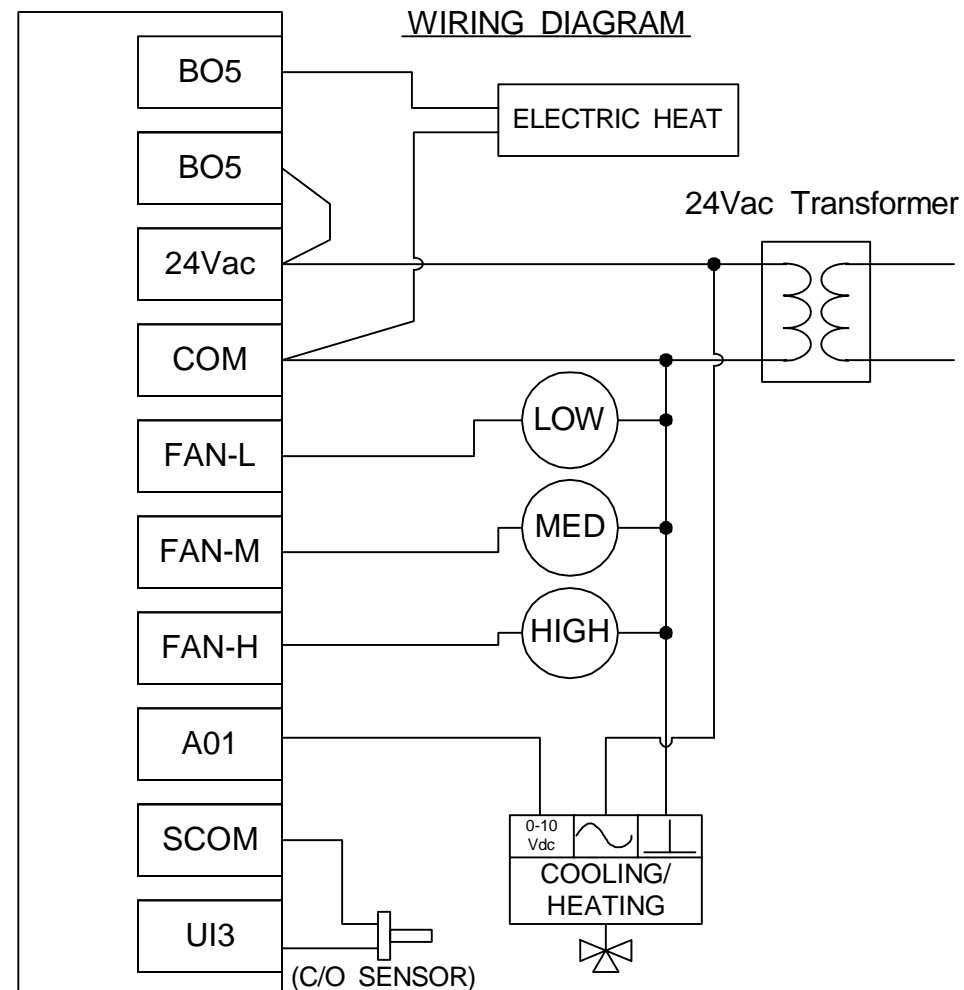 WIRING DIAGRAM
BO5
ELECTRIC HEAT
BO5
24Vac Transformer
24Vac
COM
LOW
FAN-L
MED
FAN-M
HIGH
FAN-H
A01
0-10
Vdc
SCOM
COOLING/
HEATING
UI3
(C/O SENSOR)